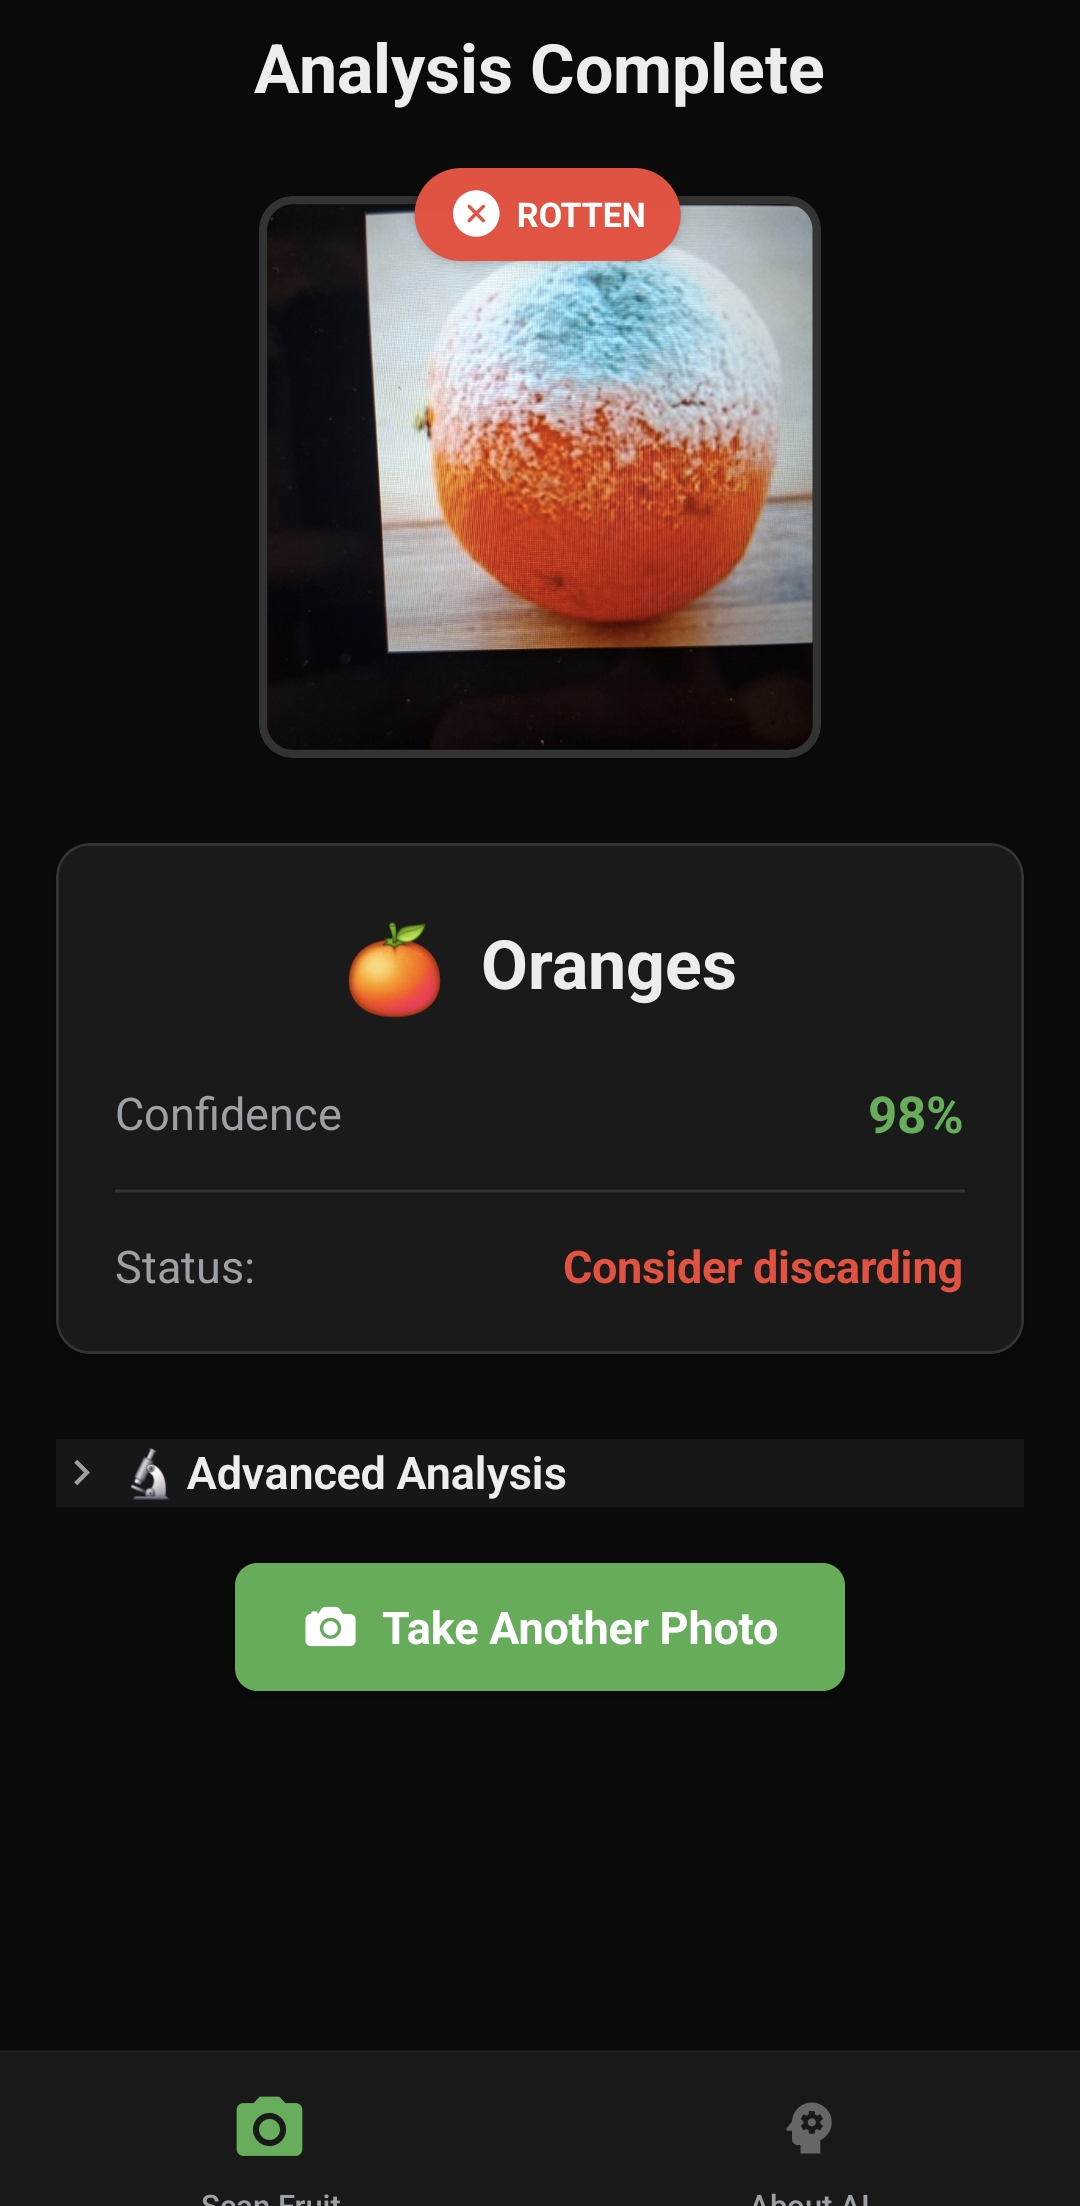 Analysis Complete
ROTTEN
Oranges
Confidence 98%
Status: Consider discarding
Advanced Analysis
Take Another Photo
Scan Fruit About AI